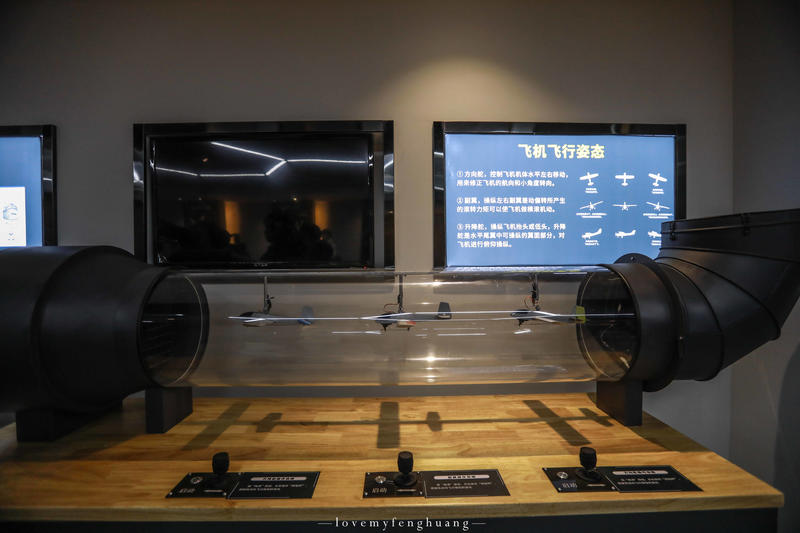 飞机飞行姿态
① 方向舵，控制飞机机体水平左右移动，
用来修正飞机的航向和小角度转向。
② 副翼，操纵左右副翼差动偏转所产生
的滚转力矩可以使飞机做横滚机动。
③ 升降舵，操纵飞机抬头或低头，升降
舵是水平尾翼中可操纵的翼面部分，对
飞机进行俯仰操纵。
启动
启动
启动
—lovemyfenghuang—